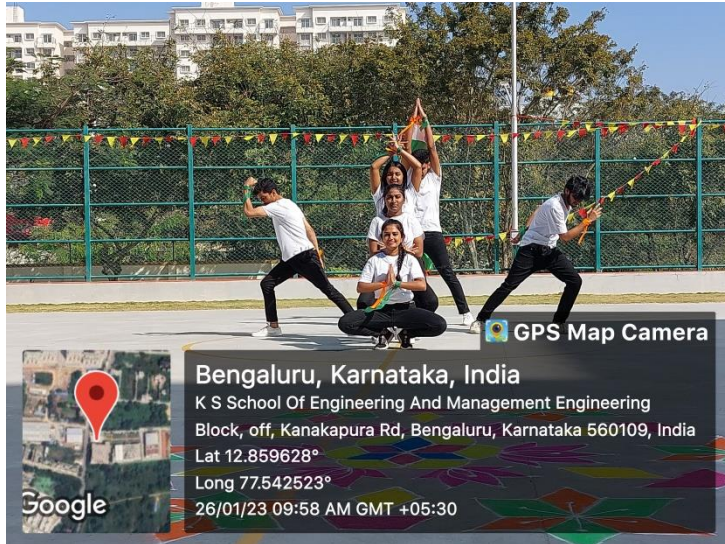 GPS Map Camera
Bengaluru, Karnataka, India
K S School Of Engineering And Management Engineering
Block, off, Kanakapura Rd, Bengaluru, Karnataka 560109, India
Lat 12.859628°
Long 77.542523°
26/01/23 09:58 AM GMT +05:30
Google